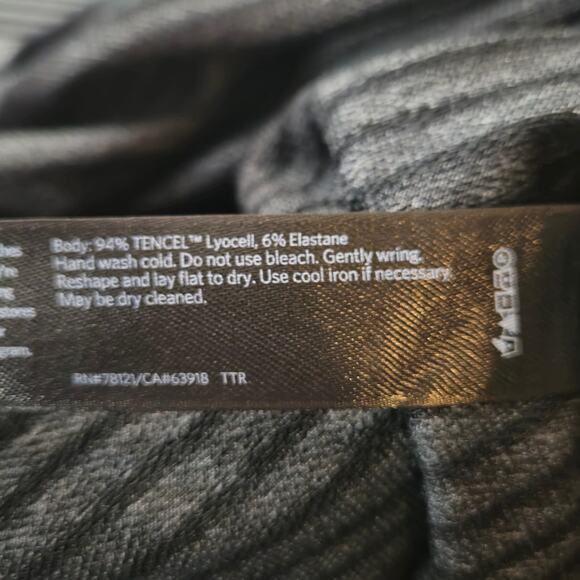 Body: 94% TENCEL™ Lyocell, 6% Elastane
Hand wash cold. Do not use bleach. Gently wring.
Reshape and lay flat to dry. Use cool iron if necessary.
May be dry cleaned.
RN#78121/CA#63918 TTR